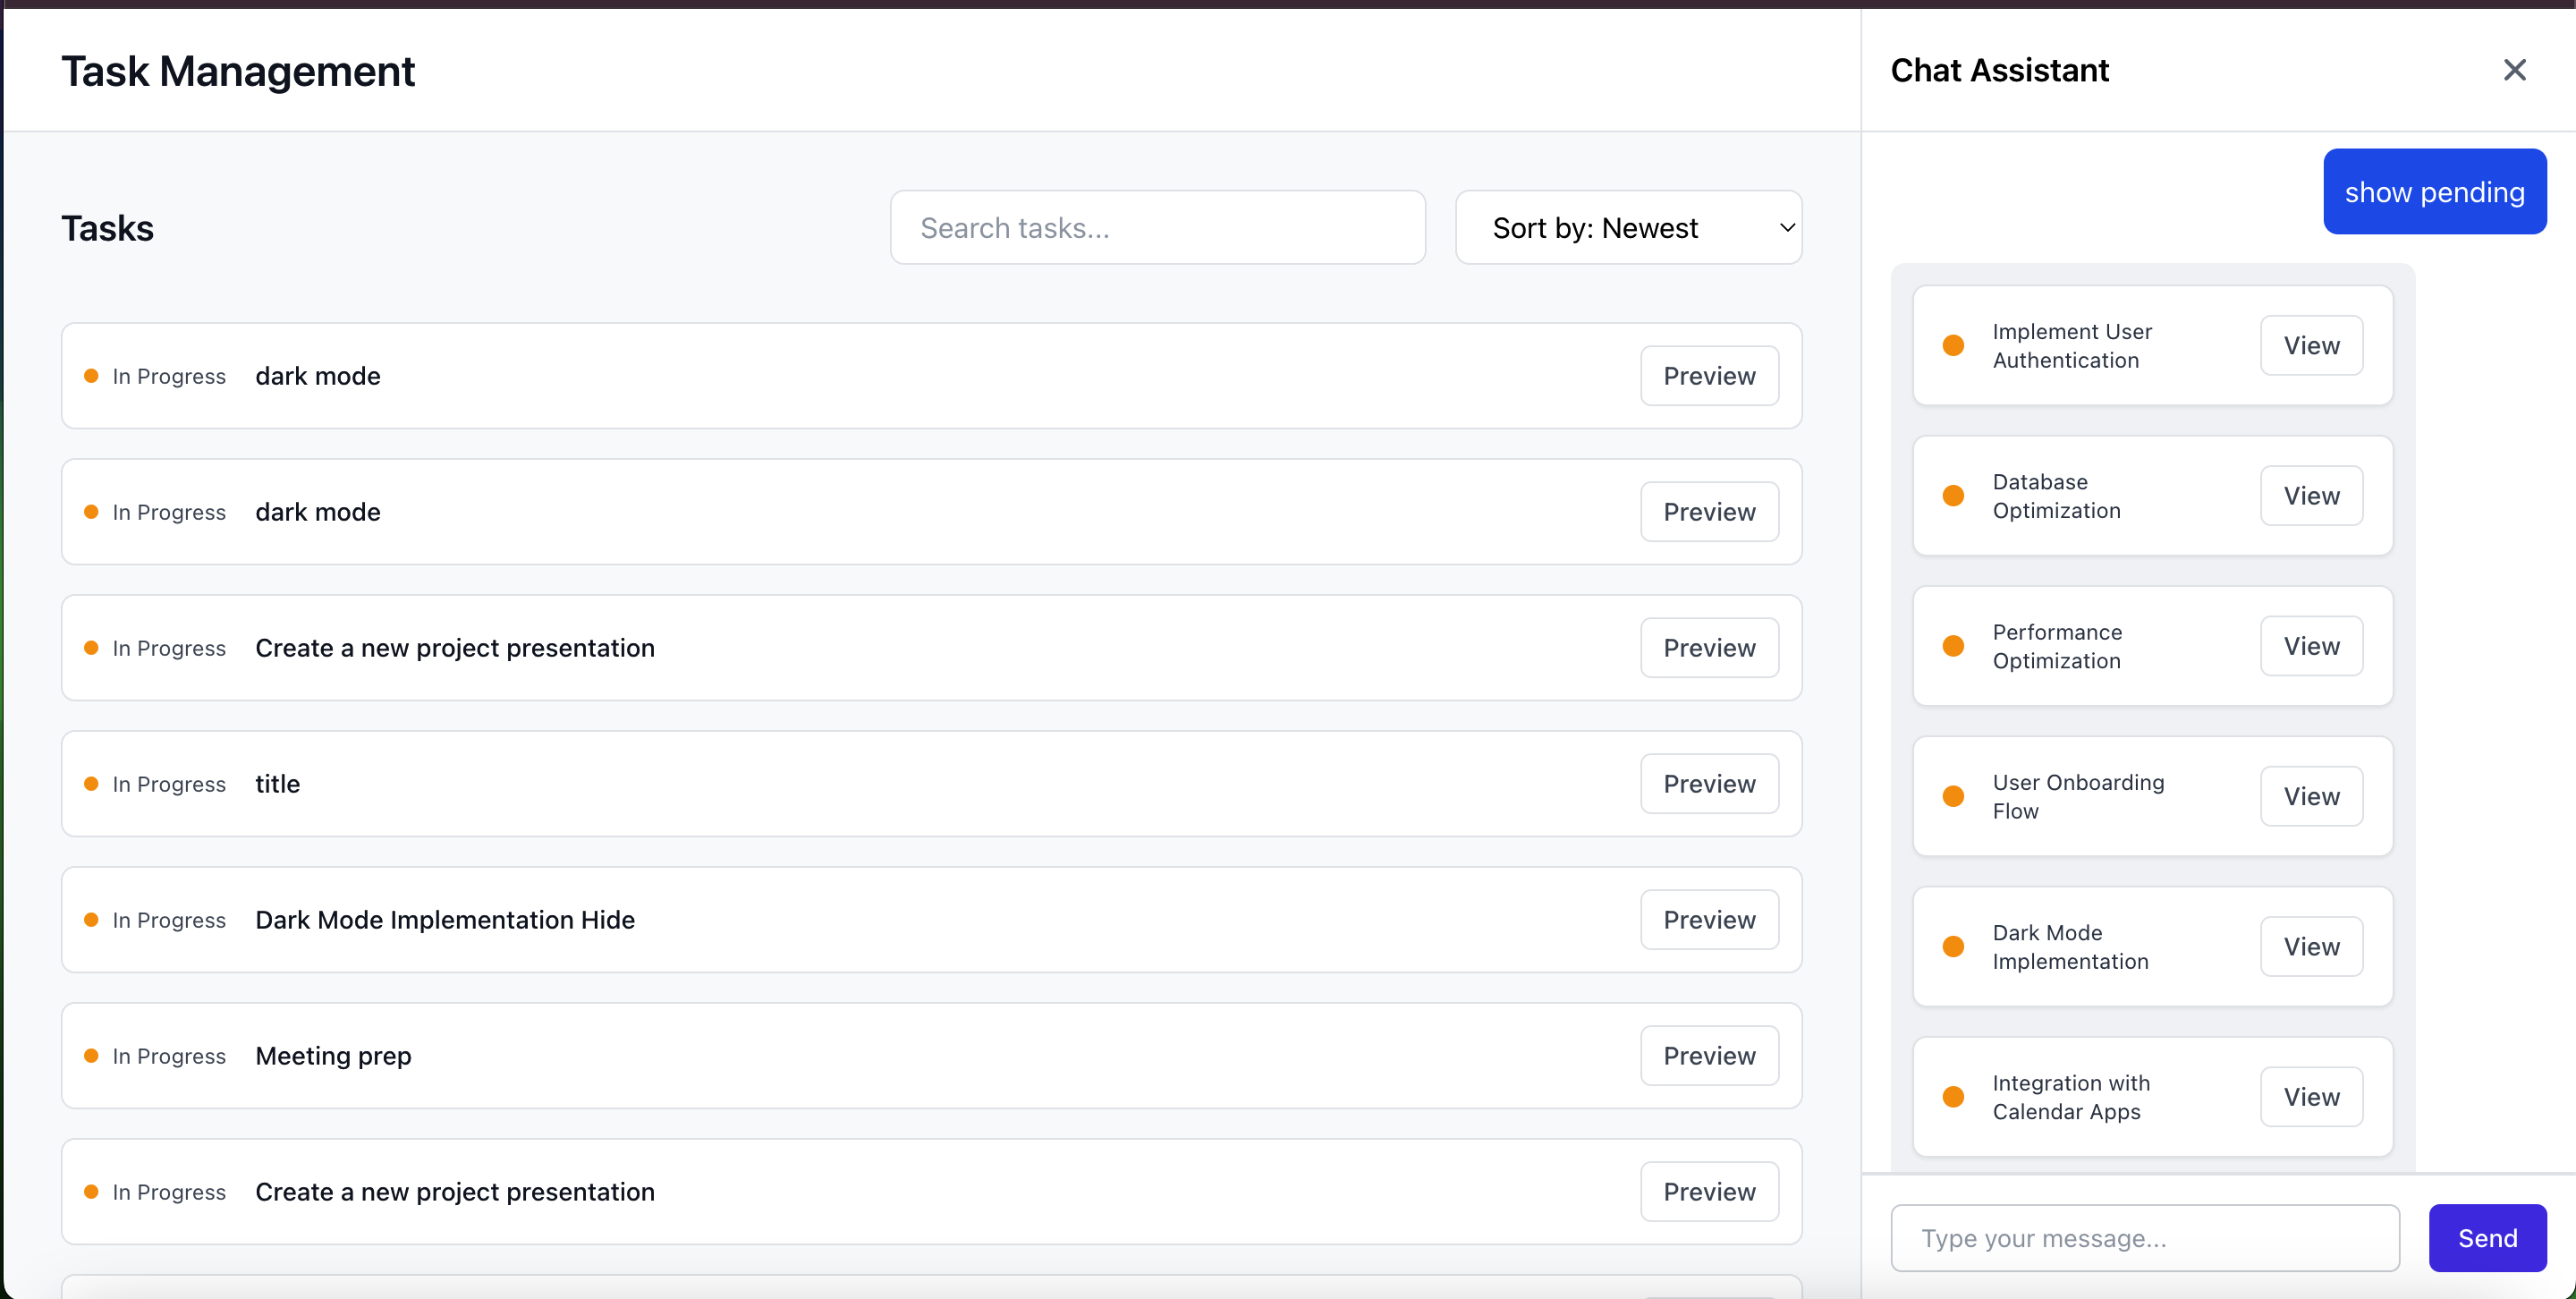 Task Management
Tasks
Search tasks...
Sort by: Newest
In Progress dark mode Preview
In Progress dark mode Preview
In Progress Create a new project presentation Preview
In Progress title Preview
In Progress Dark Mode Implementation Hide Preview
In Progress Meeting prep Preview
In Progress Create a new project presentation Preview
Chat Assistant
show pending
Implement User
Authentication
View
Database
Optimization
View
Performance
Optimization
View
User Onboarding
Flow
View
Dark Mode
Implementation
View
Integration with
Calendar Apps
View
Type your message...
Send